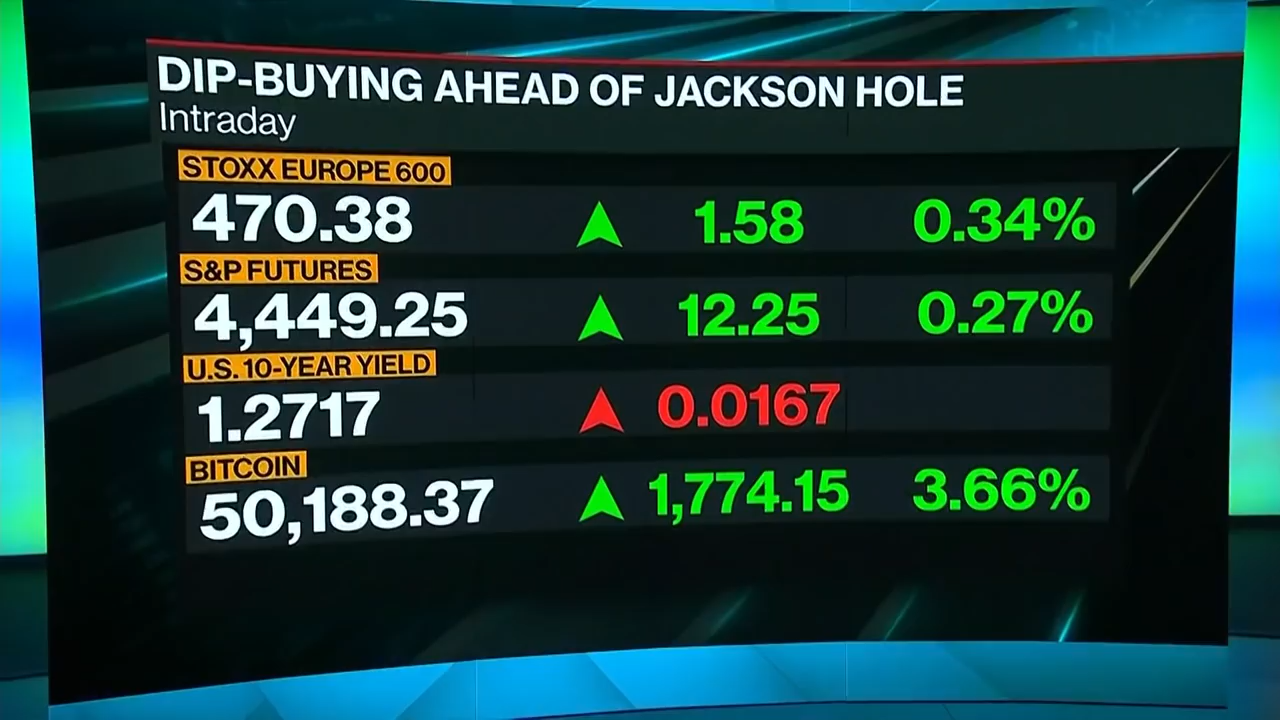 DIP-BUYING AHEAD OF JACKSON HOLE
Intraday
STOXX EUROPE 600
470.38 ▲ 1.58 0.34%
S&P FUTURES
4,449.25 ▲ 12.25 0.27%
U.S. 10-YEAR YIELD
1.2717 ▲ 0.0167
BITCOIN
50,188.37 ▲ 1,774.15 3.66%